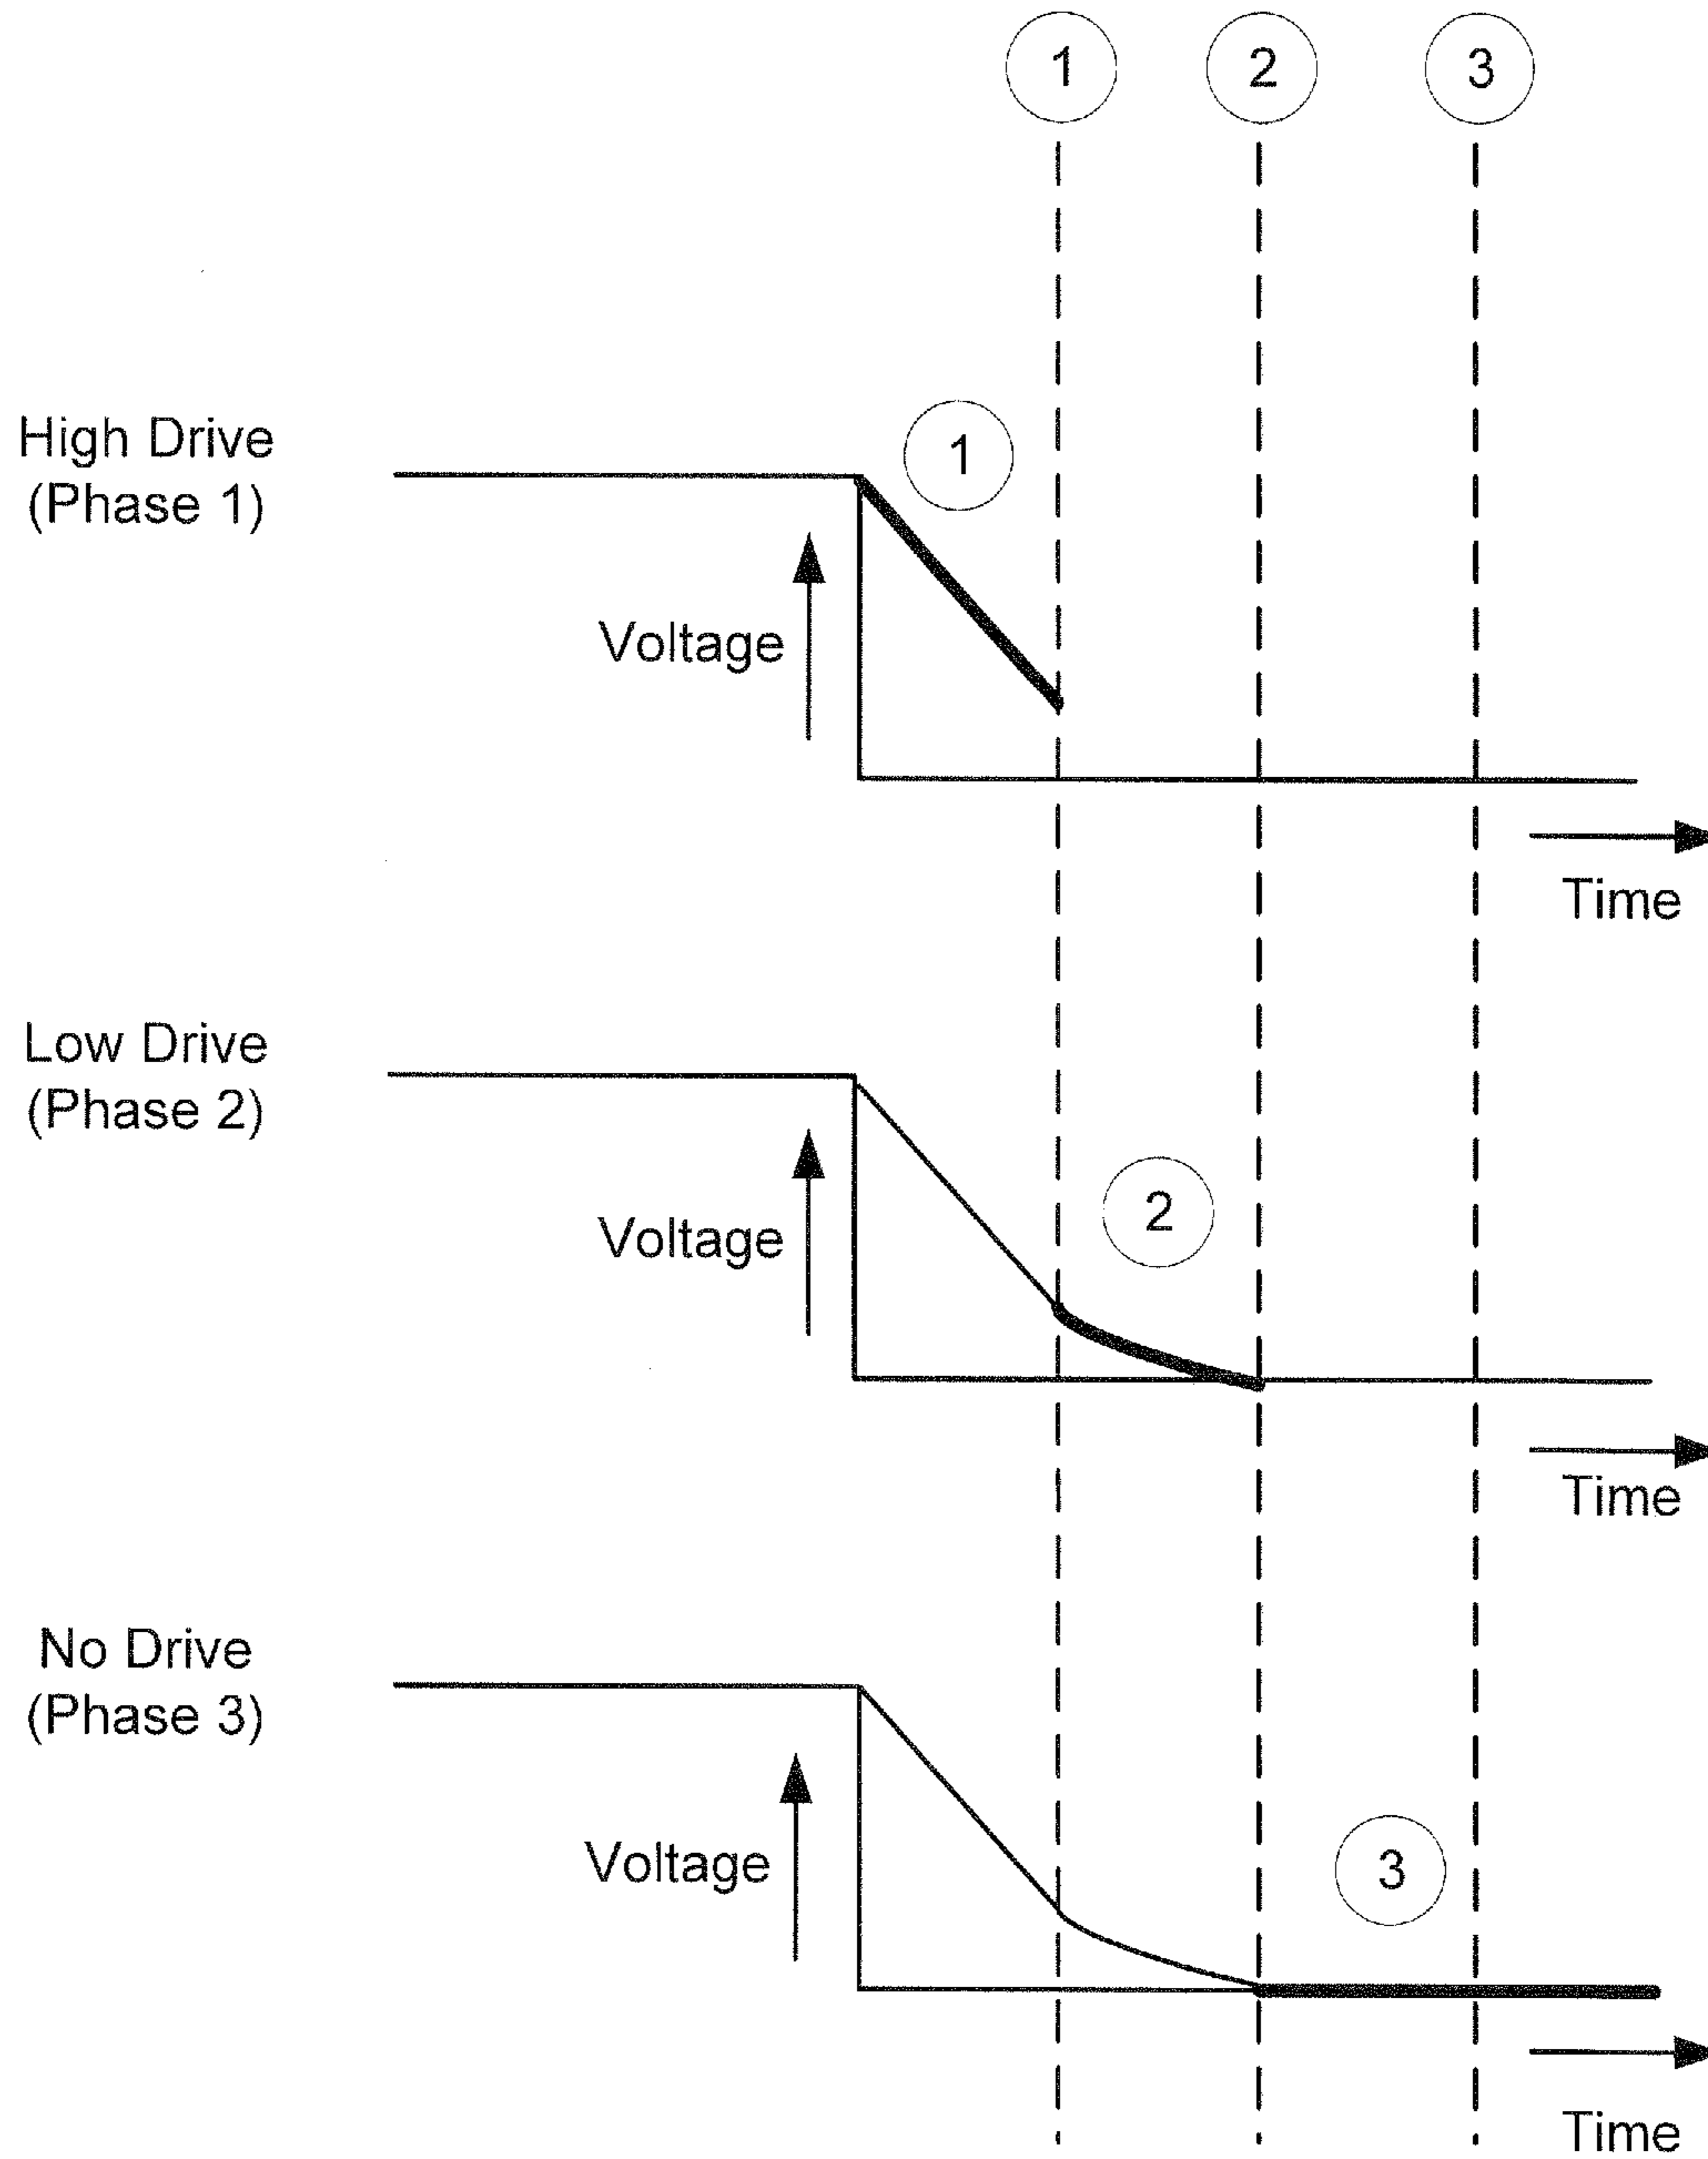 1
2
3
High Drive
(Phase 1)
1
Voltage
Time
Low Drive
(Phase 2)
2
Voltage
Time
No Drive
(Phase 3)
3
Voltage
Time